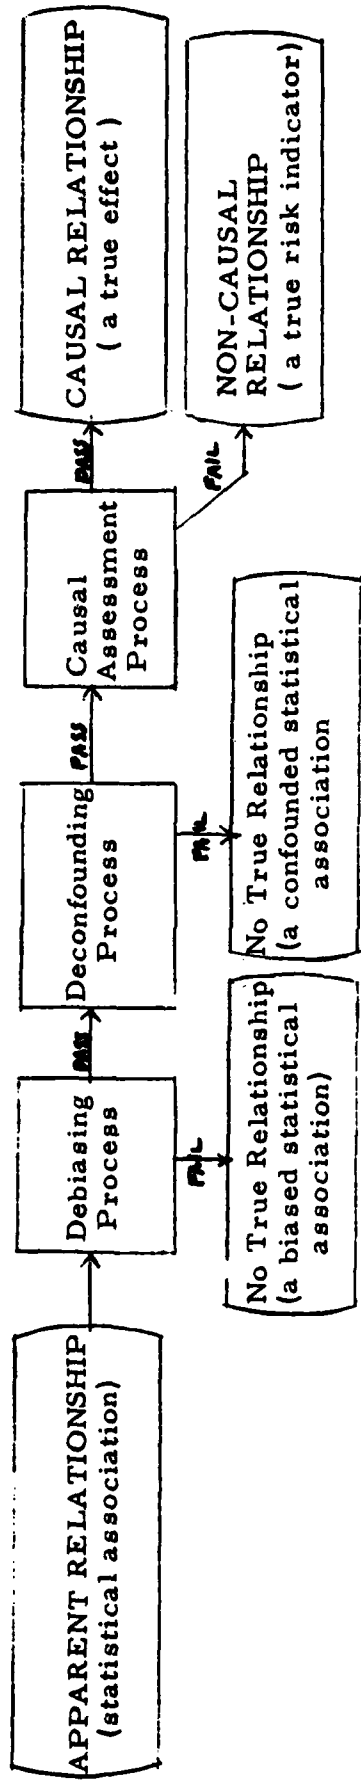 APPARENT RELATIONSHIP
(statistical association)
Debiasing
Process
PASS
FAIL
No True Relationship
(a biased statistical
association)
Deconfounding
Process
PASS
FAIL
No True Relationship
(a confounded statistical
association
Causal
Assessment
Process
PASS
FAIL
CAUSAL RELATIONSHIP
( a true effect )
NON-CAUSAL
RELATIONSHIP
( a true risk indicator)